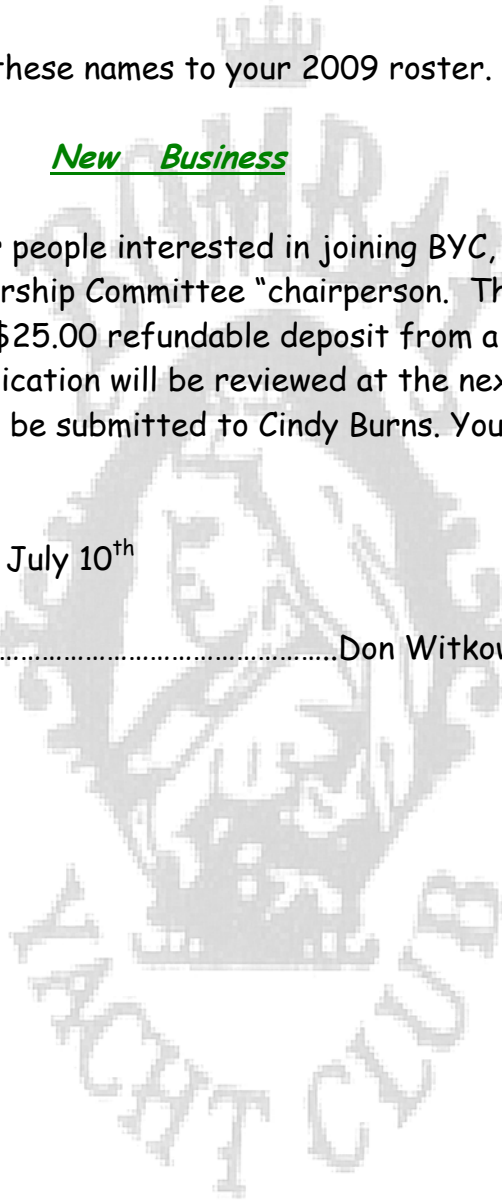 these names to your 2009 roster.
New Business
people interested in joining BYC,
ership Committee “chairperson. Th
$25.00 refundable deposit from a
ication will be reviewed at the nex
be submitted to Cindy Burns. You
July 10th
……………………………………………..Don Witkow
BOMBAY
YACHT CLUB